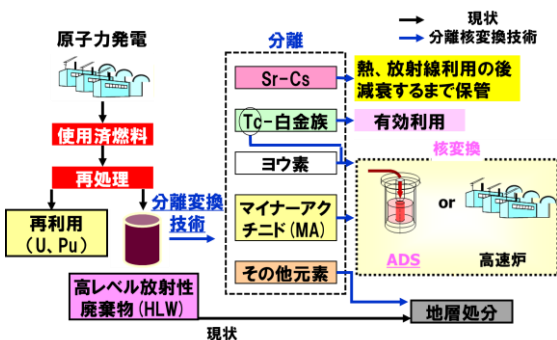 現状
分離核変換技術
原子力発電
使用済燃料
再処理
再利用
(U、Pu)
分離変換
技術
高レベル放射性
廃棄物(HLW)
現状
分離
Sr-Cs
Tc-白金族
ヨウ素
マイナーアク
チニド(MA)
その他元素
熱、放射線利用の後
減衰するまで保管
有効利用
核変換
or
ADS
高速炉
地層処分